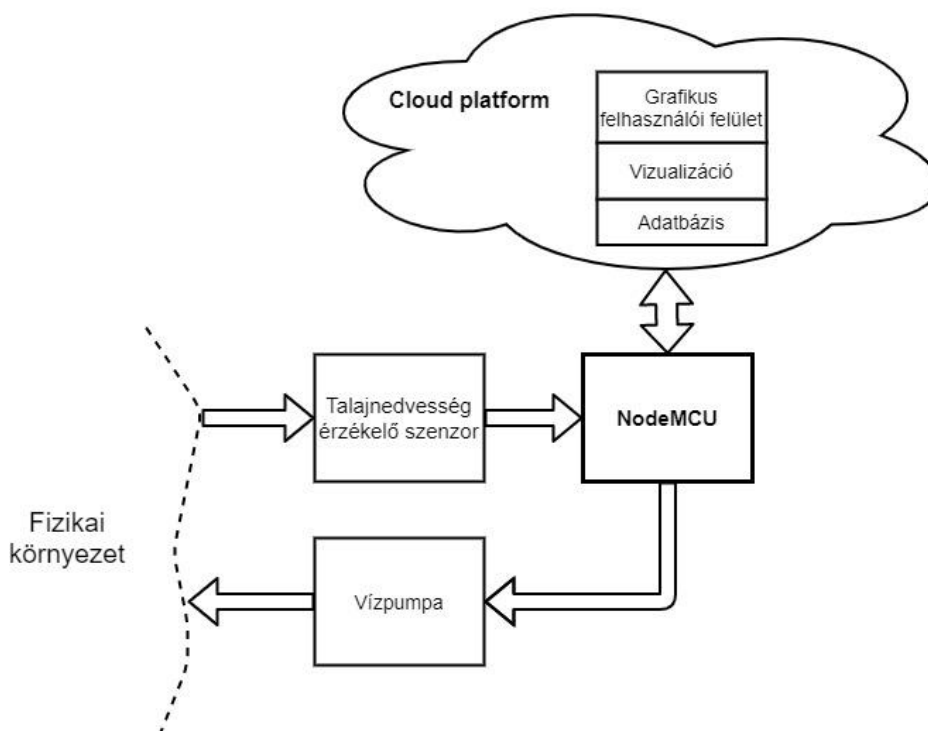 Cloud platform
Grafikus
felhasználói felület
Vizualizáció
Adatbázis
Talajnedvesség
érzékelő szenzor
NodeMCU
Fizikai
környezet
Vízpumpa